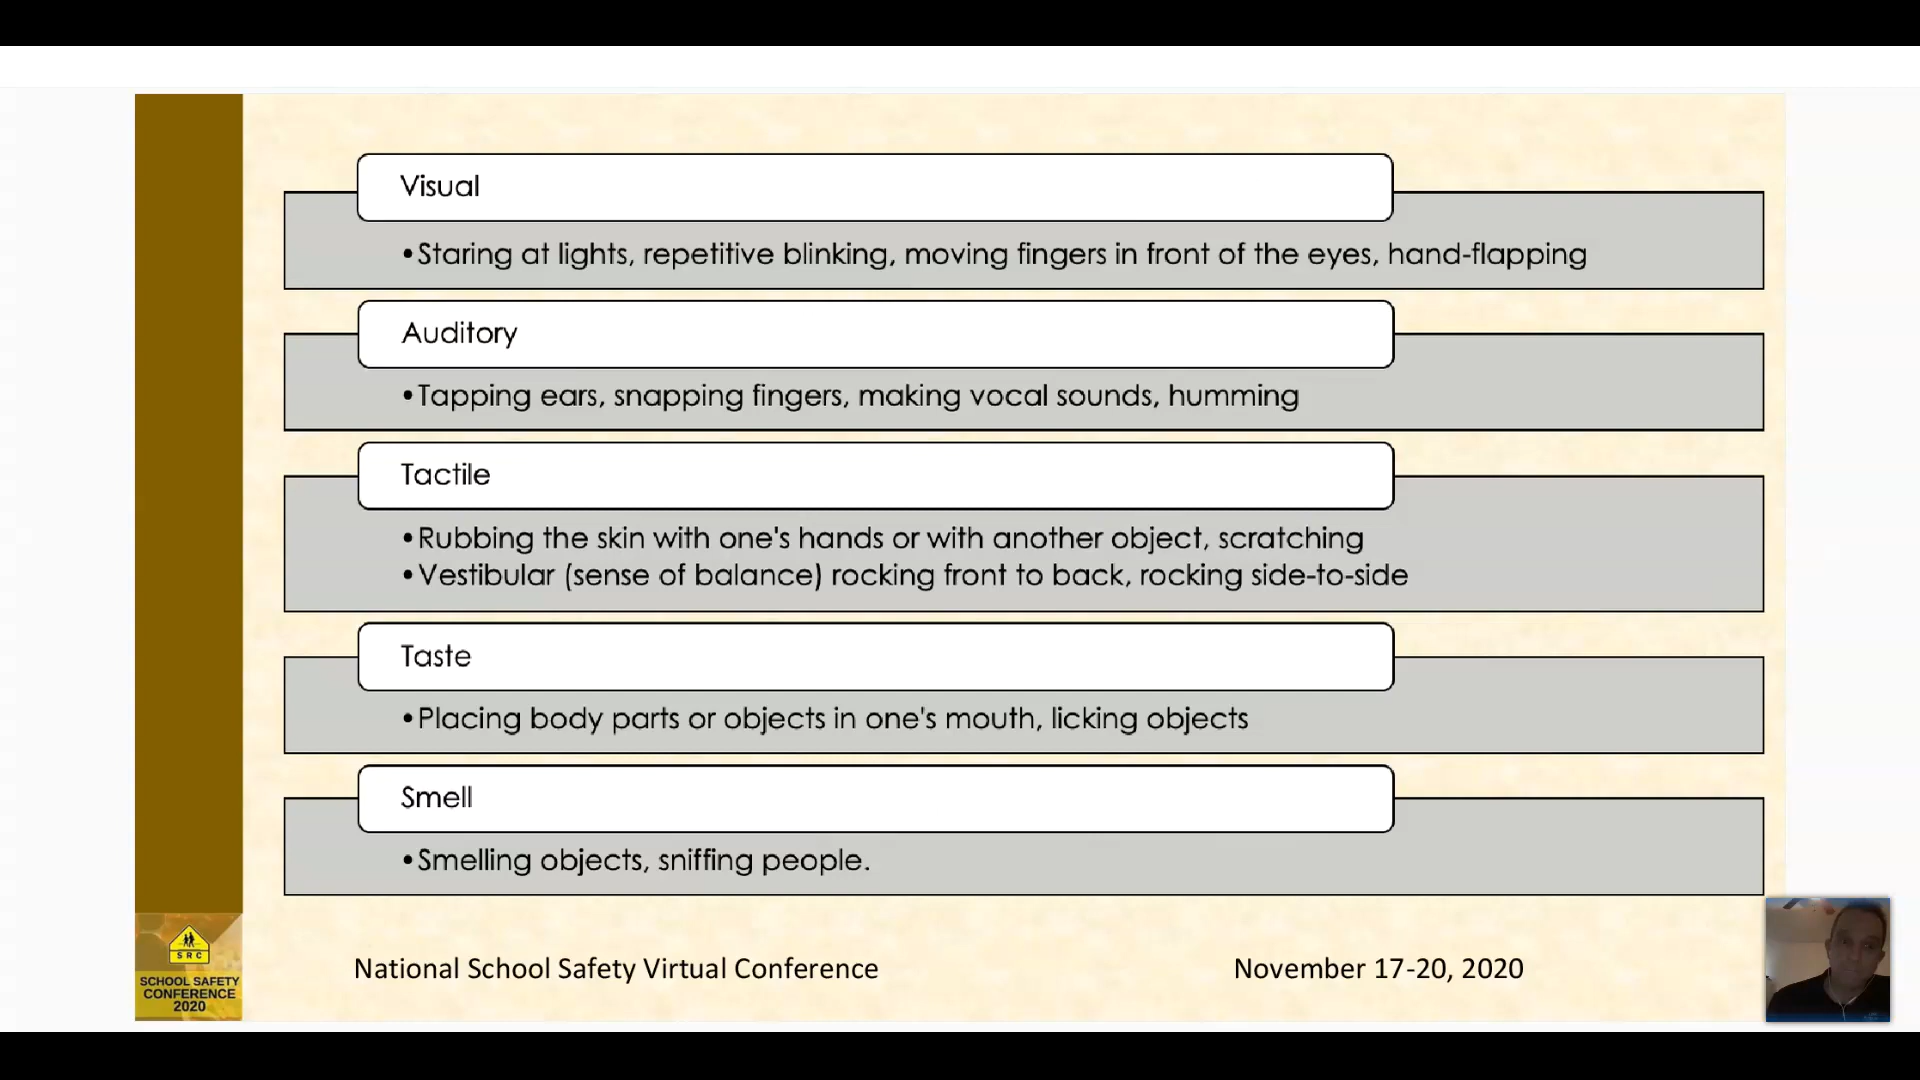 Visual
•Staring at lights, repetitive blinking, moving fingers in front of the eyes, hand-flapping
Auditory
•Tapping ears, snapping fingers, making vocal sounds, humming
Tactile
•Rubbing the skin with one's hands or with another object, scratching
•Vestibular (sense of balance) rocking front to back, rocking side-to-side
Taste
•Placing body parts or objects in one's mouth, licking objects
Smell
•Smelling objects, sniffing people.
SRC
SCHOOL SAFETY
CONFERENCE
2020
National School Safety Virtual Conference
November 17-20, 2020